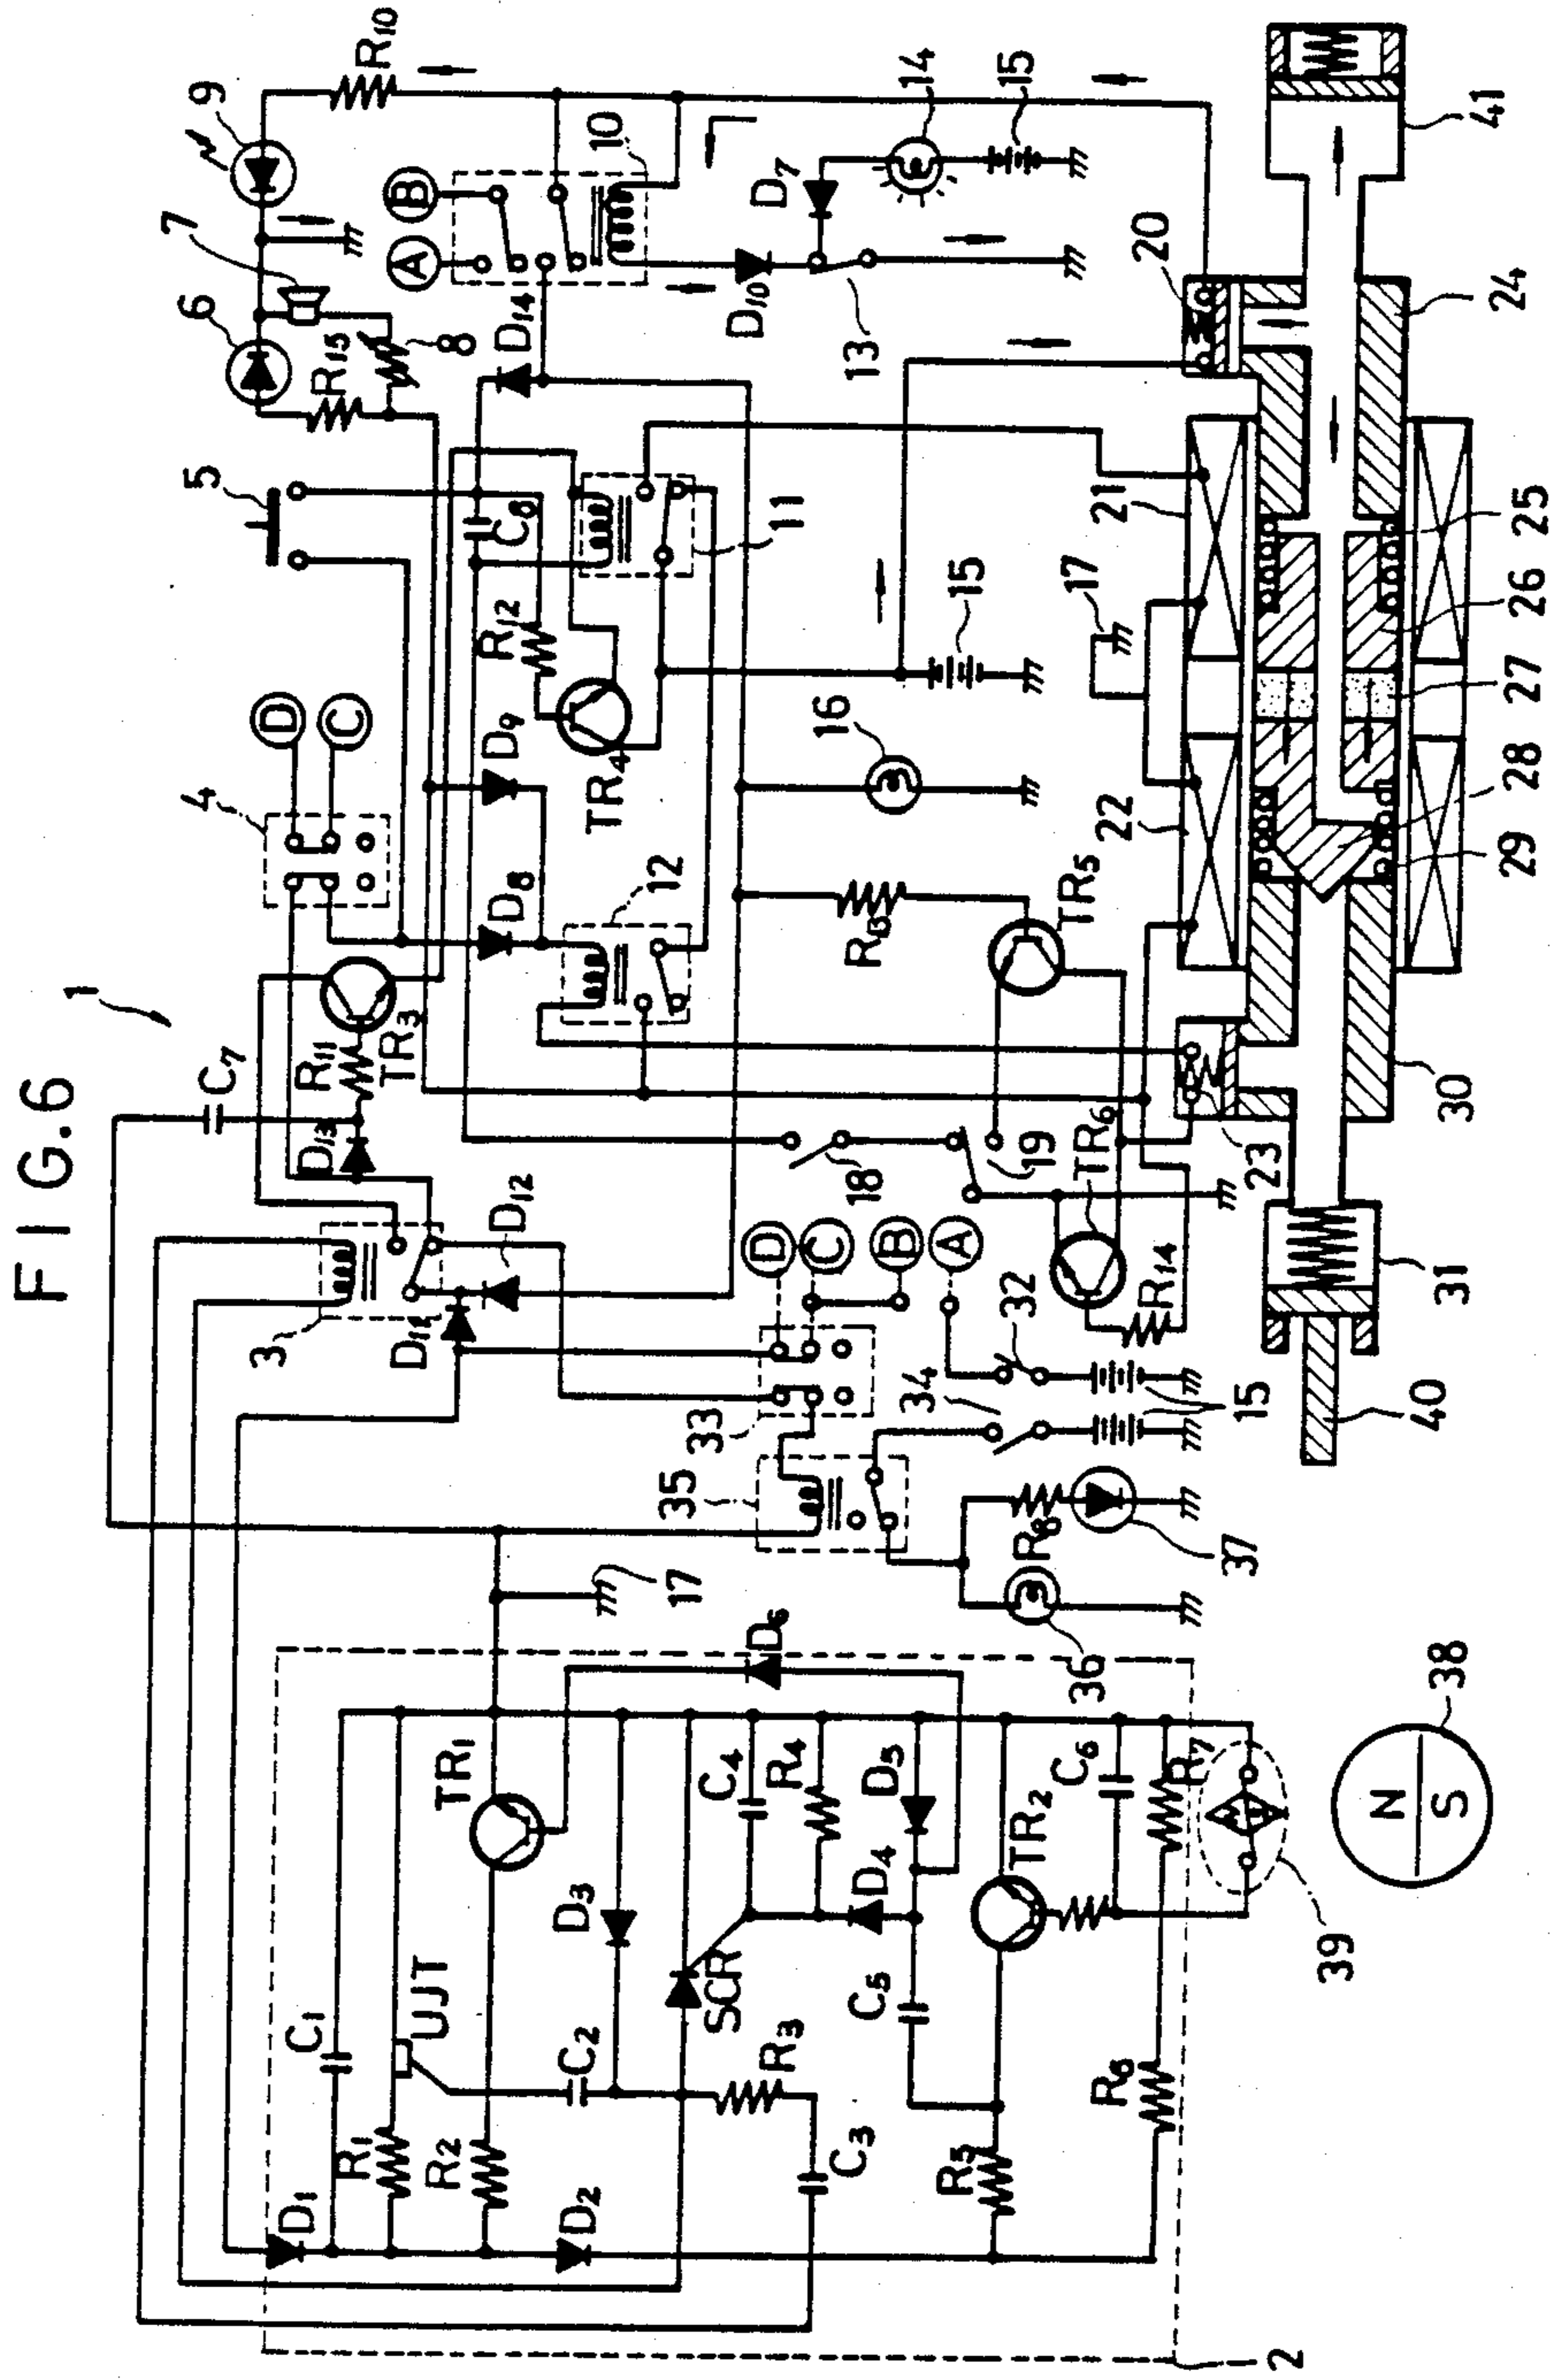 FIG.6
1
2
3
4
5
6
7
8
9
10
11
12
13
14
15
15
15
16
17
17
18
19
20
21
22
23
24
25
26
27
28
29
30
31
32
33
34
35
36
37
38
39
40
41
A
B
C
D
A
B
C
D
N
S
C1
C2
C3
C4
C5
C6
C7
C8
R1
R2
R3
R4
R5
R6
R7
R8
R10
R11
R12
R13
R14
R15
D1
D2
D3
D4
D5
D6
D7
D8
D9
D10
D11
D12
D13
D14
TR1
TR2
TR3
TR4
TR5
TR6
UJT
SCR